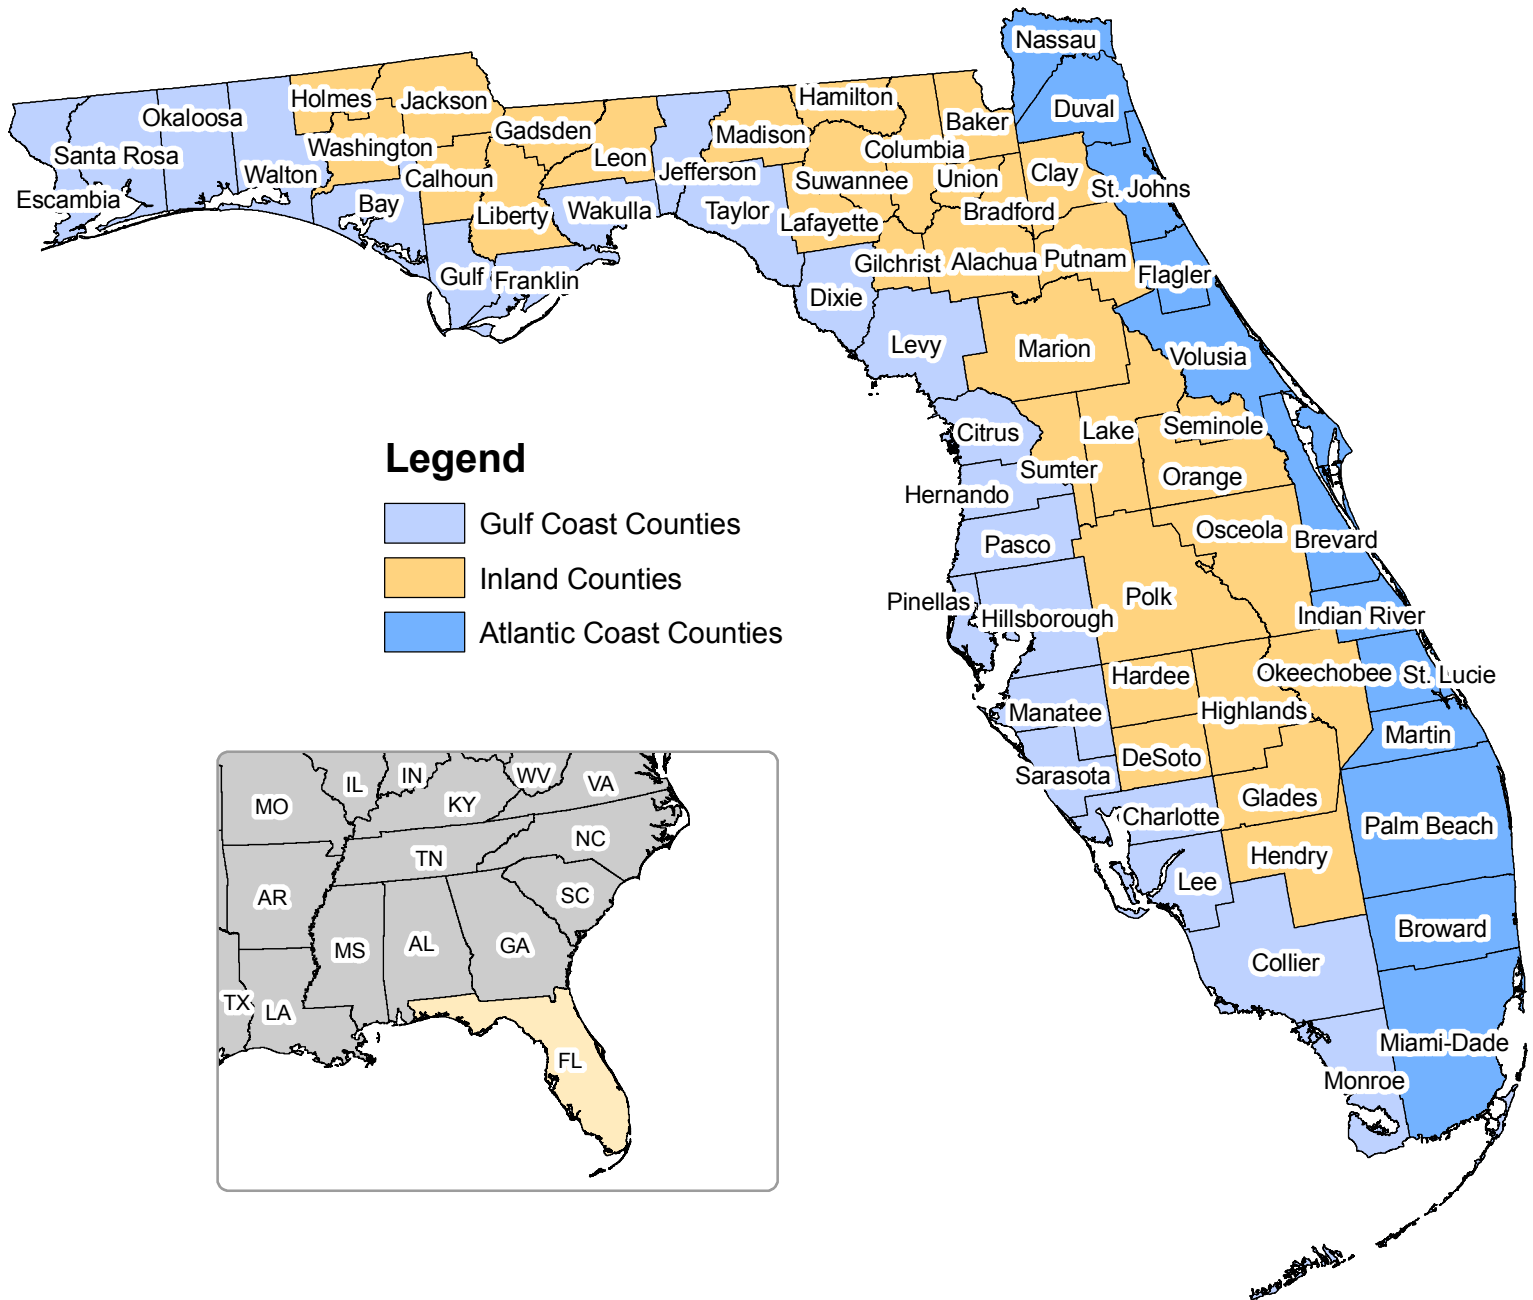 Nassau
Duval
Holmes
Jackson
Hamilton
Okaloosa
Gadsden
Madison
Baker
Washington
Leon
Columbia
Santa Rosa
Walton
Calhoun
Jefferson
Suwannee
Union
Clay
St. Johns
Escambia
Bay
Liberty
Wakulla
Taylor
Lafayette
Bradford
Gulf
Franklin
Gilchrist
Alachua
Putnam
Flagler
Dixie
Levy
Marion
Volusia
Citrus
Lake
Seminole
Sumter
Orange
Hernando
Osceola
Brevard
Pasco
Pinellas
Hillsborough
Polk
Indian River
Hardee
Okeechobee
St. Lucie
Manatee
Highlands
Martin
Sarasota
DeSoto
Glades
Charlotte
Palm Beach
Hendry
Lee
Broward
Collier
Miami-Dade
Monroe
Legend
Gulf Coast Counties
Inland Counties
Atlantic Coast Counties
MO
IL
IN
WV
VA
KY
NC
TN
AR
SC
MS
AL
GA
TX
LA
FL